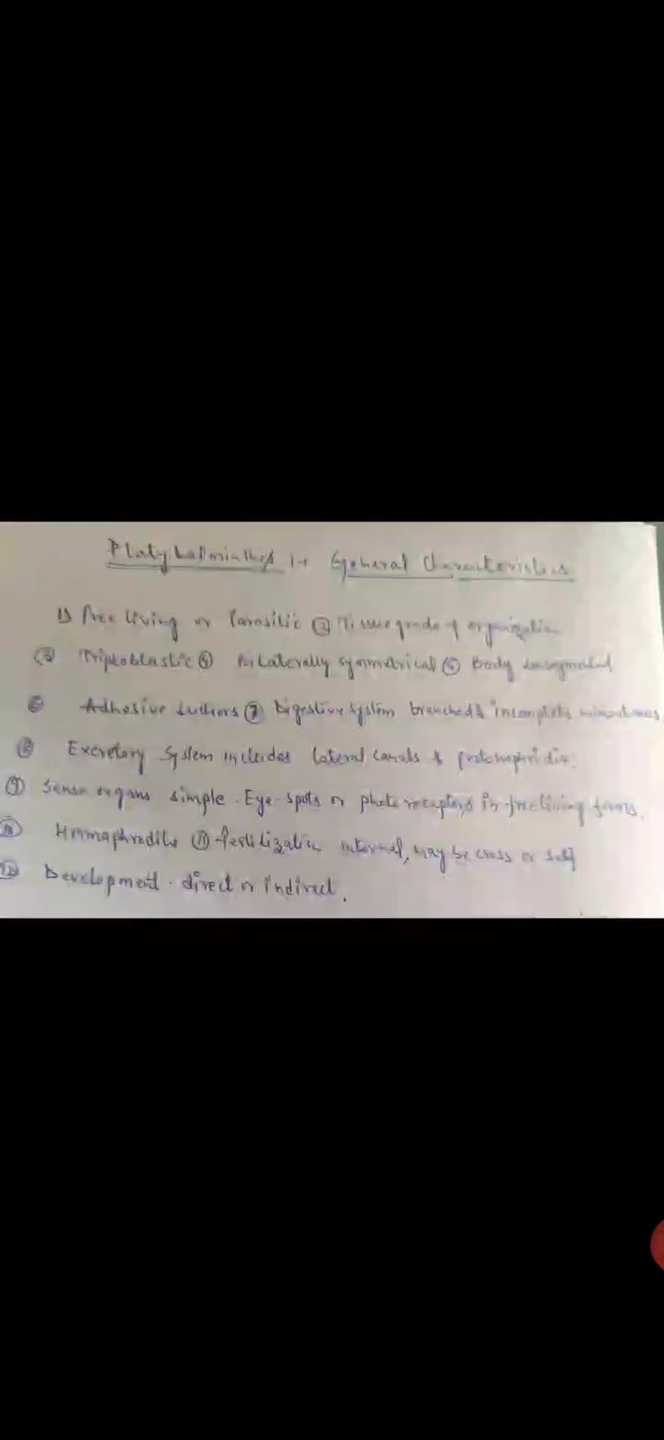 Platyhelminthes :→ General Characteristics
1) Free living or Parasitic ② Tissue grade of organization
③ Triploblastic ④ Bilaterally symmetrical ⑤ Body unsegmented
⑥ Adhesive suckers ⑦ Digestive system branched & incomplete
⑧ Excretory system includes lateral canals & protonephridia.
⑨ Sense organs simple. Eye-spots or photoreceptors in free living forms.
⑩ Hermaphrodite ⑪ fertilization internal, may be cross or self
⑫ Development - direct or indirect.